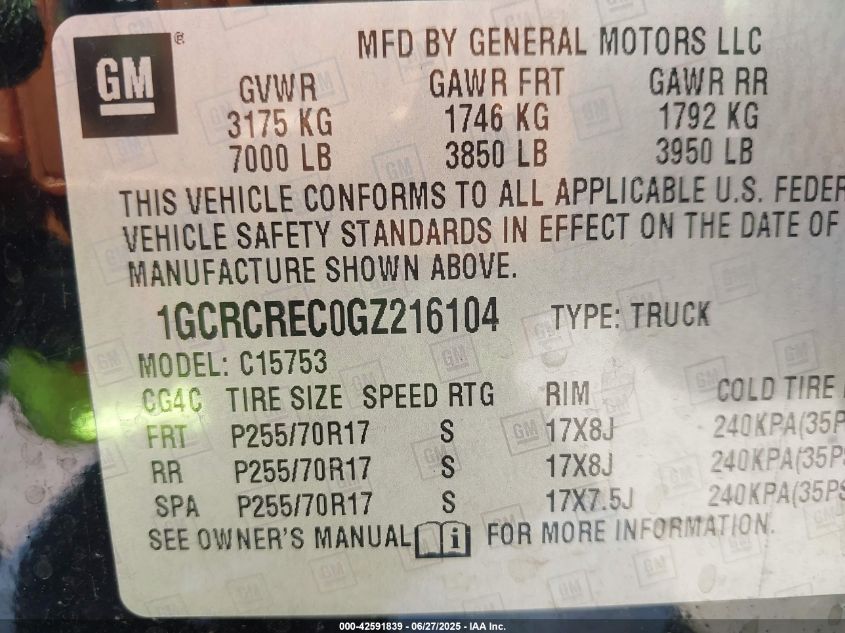 GM ®
MFD BY GENERAL MOTORS LLC
GVWR GAWR FRT GAWR RR
3175 KG 1746 KG 1792 KG
7000 LB 3850 LB 3950 LB
THIS VEHICLE CONFORMS TO ALL APPLICABLE U.S. FEDER
VEHICLE SAFETY STANDARDS IN EFFECT ON THE DATE OF
MANUFACTURE SHOWN ABOVE.
1GCRCREC0GZ216104 TYPE: TRUCK
MODEL: C15753
CG4C TIRE SIZE SPEED RTG RIM COLD TIRE
FRT P255/70R17 S 17X8J 240KPA(35P
RR P255/70R17 S 17X8J 240KPA(35PS
SPA P255/70R17 S 17X7.5J 240KPA(35PS
SEE OWNER'S MANUAL i FOR MORE INFORMATION.
000-42591839 - 06/27/2025 - IAA Inc.